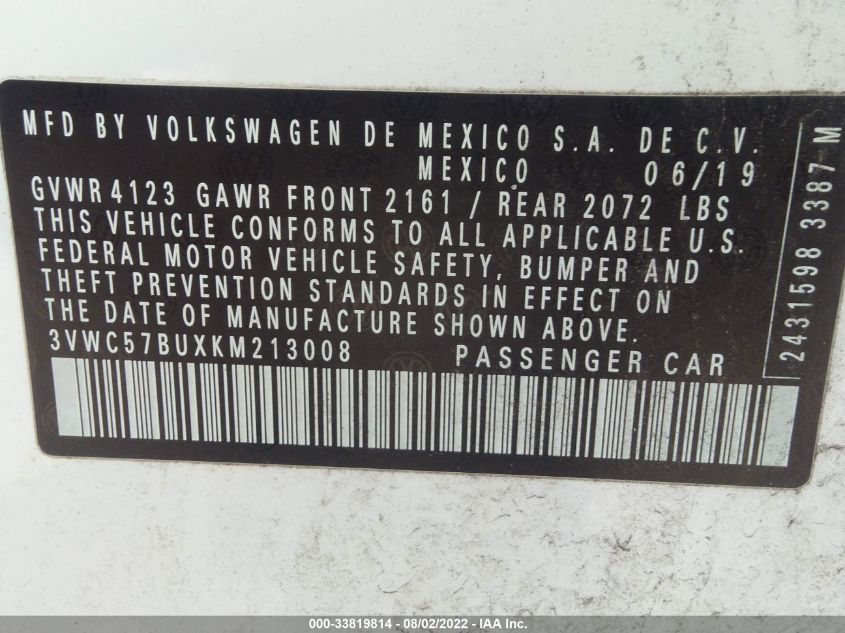 MFD BY VOLKSWAGEN DE MEXICO S.A. DE C.V.
MEXICO 06/19
GVWR 4123 GAWR FRONT 2161 / REAR 2072 LBS
THIS VEHICLE CONFORMS TO ALL APPLICABLE U.S.
FEDERAL MOTOR VEHICLE SAFETY, BUMPER AND
THEFT PREVENTION STANDARDS IN EFFECT ON
THE DATE OF MANUFACTURE SHOWN ABOVE.
3VWC57BUXKM213008 PASSENGER CAR
2431598 3387 M
000-33819814 - 08/02/2022 - IAAI.com